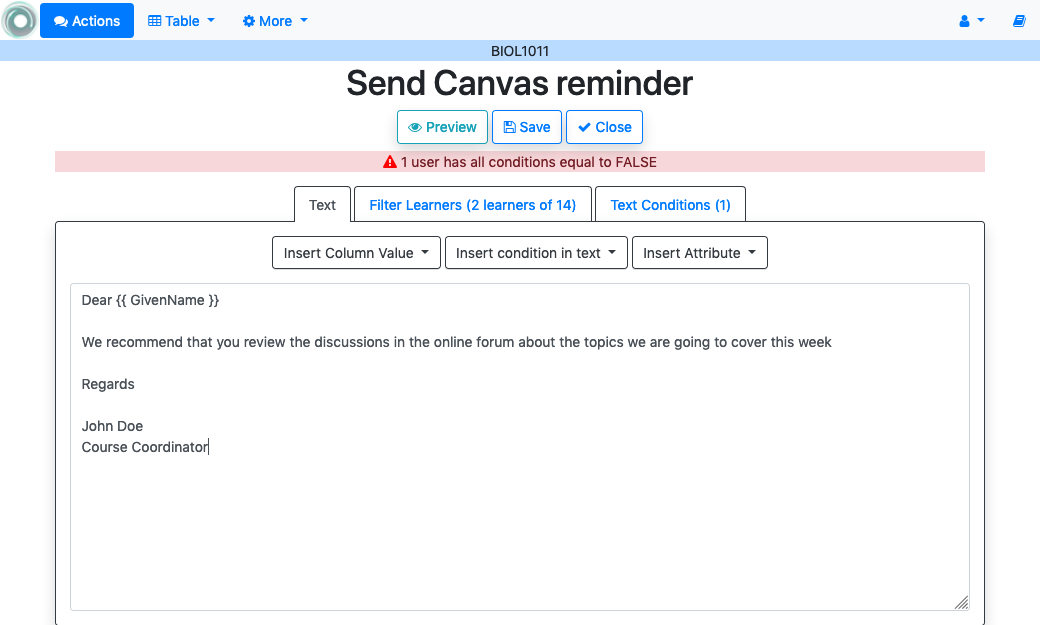 Actions Table More
BIOL1011
Send Canvas reminder
Preview Save Close
1 user has all conditions equal to FALSE
Text Filter Learners (2 learners of 14) Text Conditions (1)
Insert Column Value Insert condition in text Insert Attribute
Dear {{ GivenName }}
We recommend that you review the discussions in the online forum about the topics we are going to cover this week
Regards
John Doe
Course Coordinator